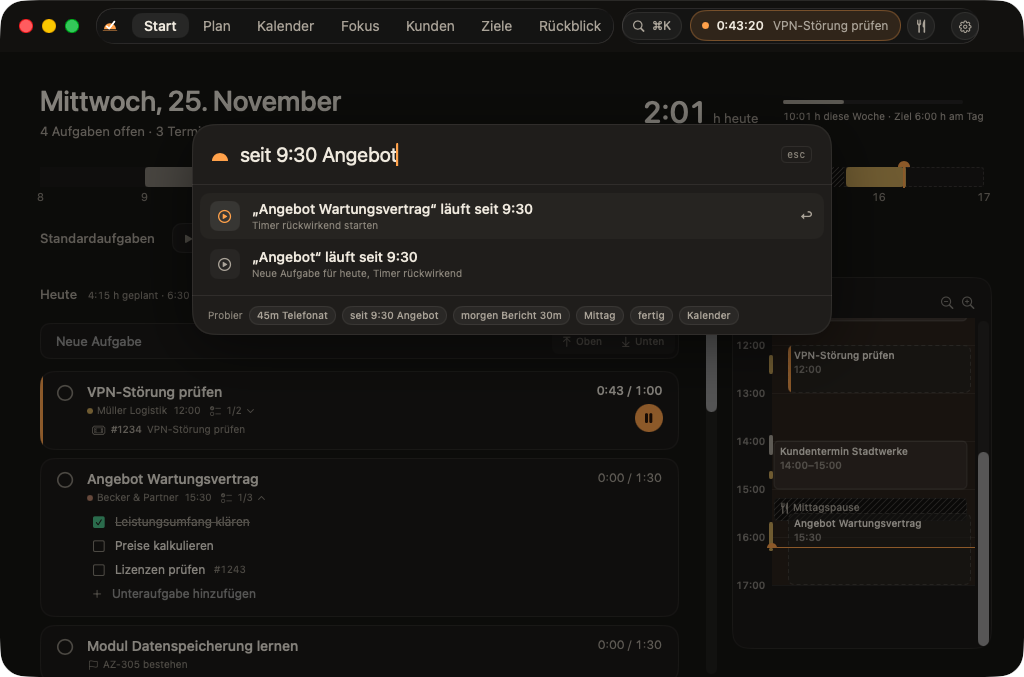 Start Plan Kalender Fokus Kunden Ziele Rückblick ⌘K 0:43:20 VPN-Störung prüfen
Mittwoch, 25. November
4 Aufgaben offen · 3
2:01 h heute
10:01 h diese Woche · Ziel 6:00 h am Tag
seit 9:30 Angebot
esc
8 9 16 17
„Angebot Wartungsvertrag“ läuft seit 9:30
Timer rückwirkend starten
„Angebot“ läuft seit 9:30
Neue Aufgabe für heute, Timer rückwirkend
Probier 45m Telefonat seit 9:30 Angebot morgen Bericht 30m Mittag fertig Kalender
Standardaufgaben
Heute 4:15 h geplant · 6:30
Neue Aufgabe Oben Unten
VPN-Störung prüfen 0:43 / 1:00
Müller Logistik 12:00 1/2
#1234 VPN-Störung prüfen
Angebot Wartungsvertrag 0:00 / 1:30
Becker & Partner 15:30 1/3
Leistungsumfang klären
Preise kalkulieren
Lizenzen prüfen #1243
+ Unteraufgabe hinzufügen
Modul Datenspeicherung lernen 0:00 / 1:30
AZ-305 bestehen
12:00
VPN-Störung prüfen
12:00
13:00
14:00
Kundentermin Stadtwerke
14:00–15:00
15:00
Mittagspause
Angebot Wartungsvertrag
15:30
16:00
17:00